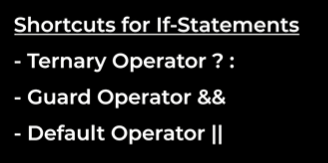 Shortcuts for If-Statements
- Ternary Operator ? :
- Guard Operator &&
- Default Operator ||